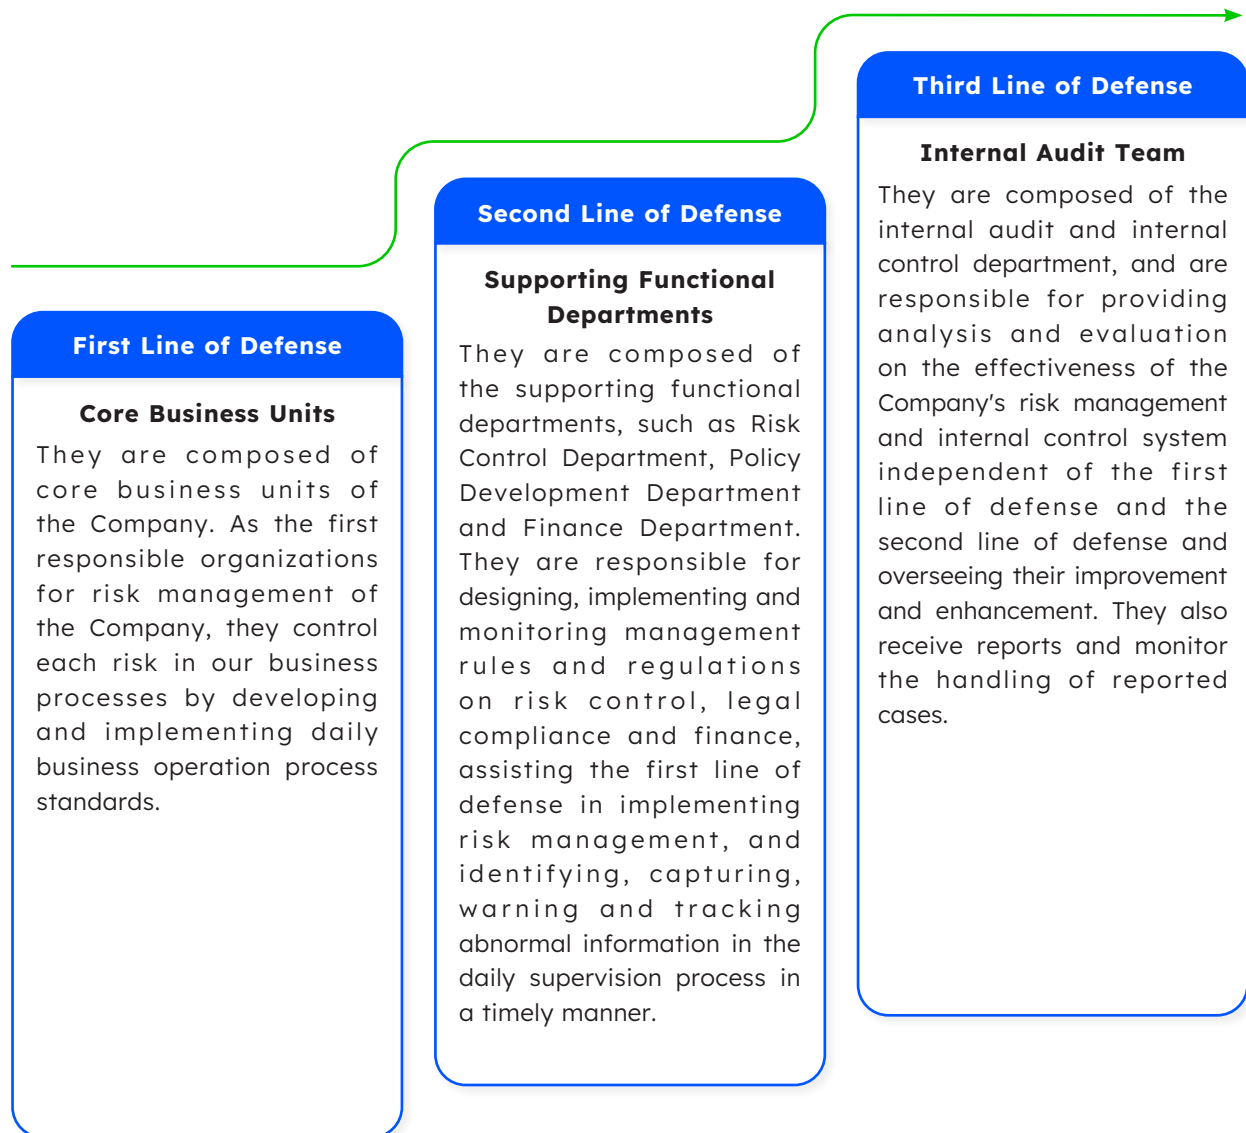 First Line of Defense
Core Business Units
They are composed of
core business units of
the Company. As the first
responsible organizations
for risk management of
the Company, they control
each risk in our business
processes by developing
and implementing daily
business operation process
standards.
Second Line of Defense
Supporting Functional
Departments
They are composed of
the supporting functional
departments, such as Risk
Control Department, Policy
Development Department
and Finance Department.
They are responsible for
designing, implementing and
monitoring management
rules and regulations
on risk control, legal
compliance and finance,
assisting the first line of
defense in implementing
risk management, and
identifying, capturing,
warning and tracking
abnormal information in the
daily supervision process in
a timely manner.
Third Line of Defense
Internal Audit Team
They are composed of the
internal audit and internal
control department, and are
responsible for providing
analysis and evaluation
on the effectiveness of the
Company's risk management
and internal control system
independent of the first
line of defense and the
second line of defense and
overseeing their improvement
and enhancement. They also
receive reports and monitor
the handling of reported
cases.